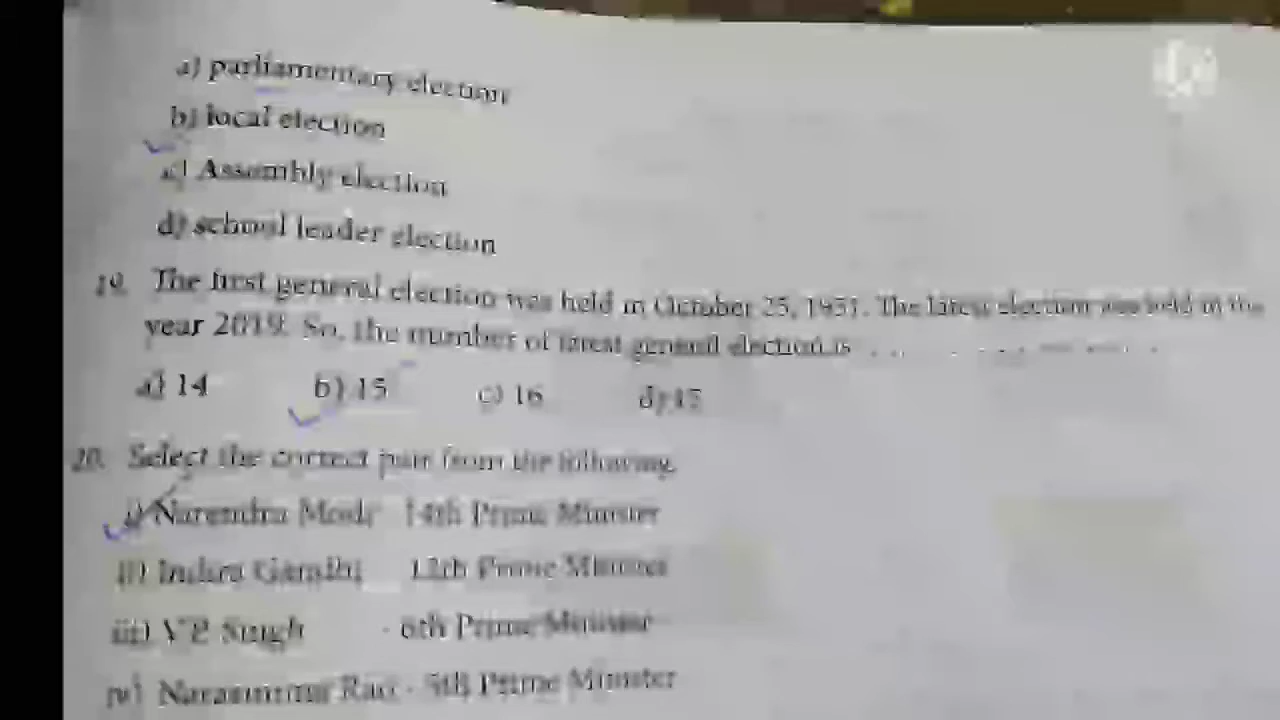 a) parliamentary election
b) local election
c) Assembly election
d) school leader election
19. The first general election was held in October 25, 1951. The latest election was held in the
year 2019. So, the number of latest general election is
a) 14 b) 15 c) 16 d) 17
20. Select the correct pair from the following.
i) Narendra Modi 14th Prime Minister
ii) Indira Gandhi 12th Prime Minister
iii) V.P. Singh - 6th Prime Minister
iv) Narasimma Rao - 5th Prime Minister